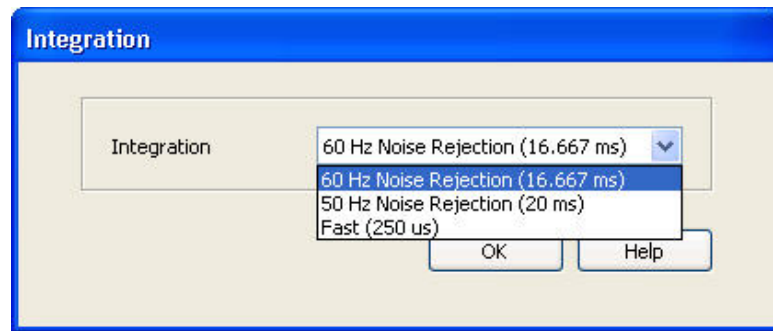 Integration
Integration
60 Hz Noise Rejection (16.667 ms)
60 Hz Noise Rejection (16.667 ms)
50 Hz Noise Rejection (20 ms)
Fast (250 us)
OK
Help